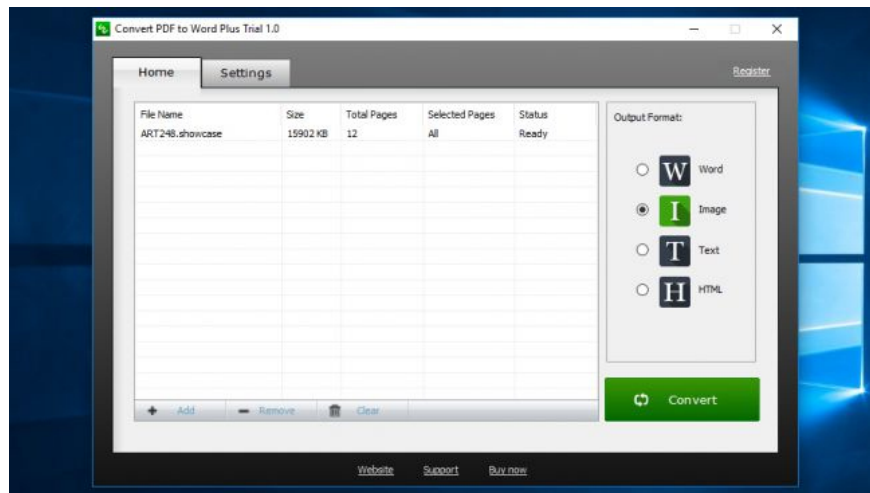 Convert PDF to Word Plus Trial 1.0
Home Settings Register
File Name Size Total Pages Selected Pages Status
ART248.showcase 15902 KB 12 All Ready
Output Format:
W Word
I Image
T Text
H HTML
Add Remove Clear
Convert
Website Support Buy now